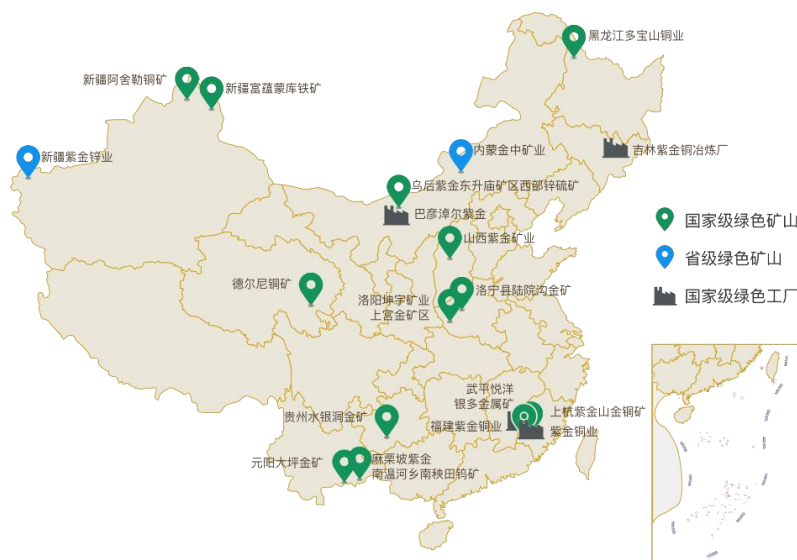 黑龙江多宝山铜业
新疆阿舍勒铜矿
新疆富蕴蒙库铁矿
新疆紫金锌业
内蒙金中矿业
吉林紫金铜冶炼厂
乌后紫金东升庙矿区西部锌硫矿
巴彦淖尔紫金
山西紫金矿业
国家级绿色矿山
省级绿色矿山
国家级绿色工厂
德尔尼铜矿
洛宁县陆院沟金矿
洛阳坤宇矿业
上宫金矿区
武平悦洋
银多金属矿
上杭紫金山金铜矿
贵州水银洞金矿
福建紫金铜业
紫金铜业
元阳大坪金矿
麻栗坡紫金
南温河乡南秧田钨矿